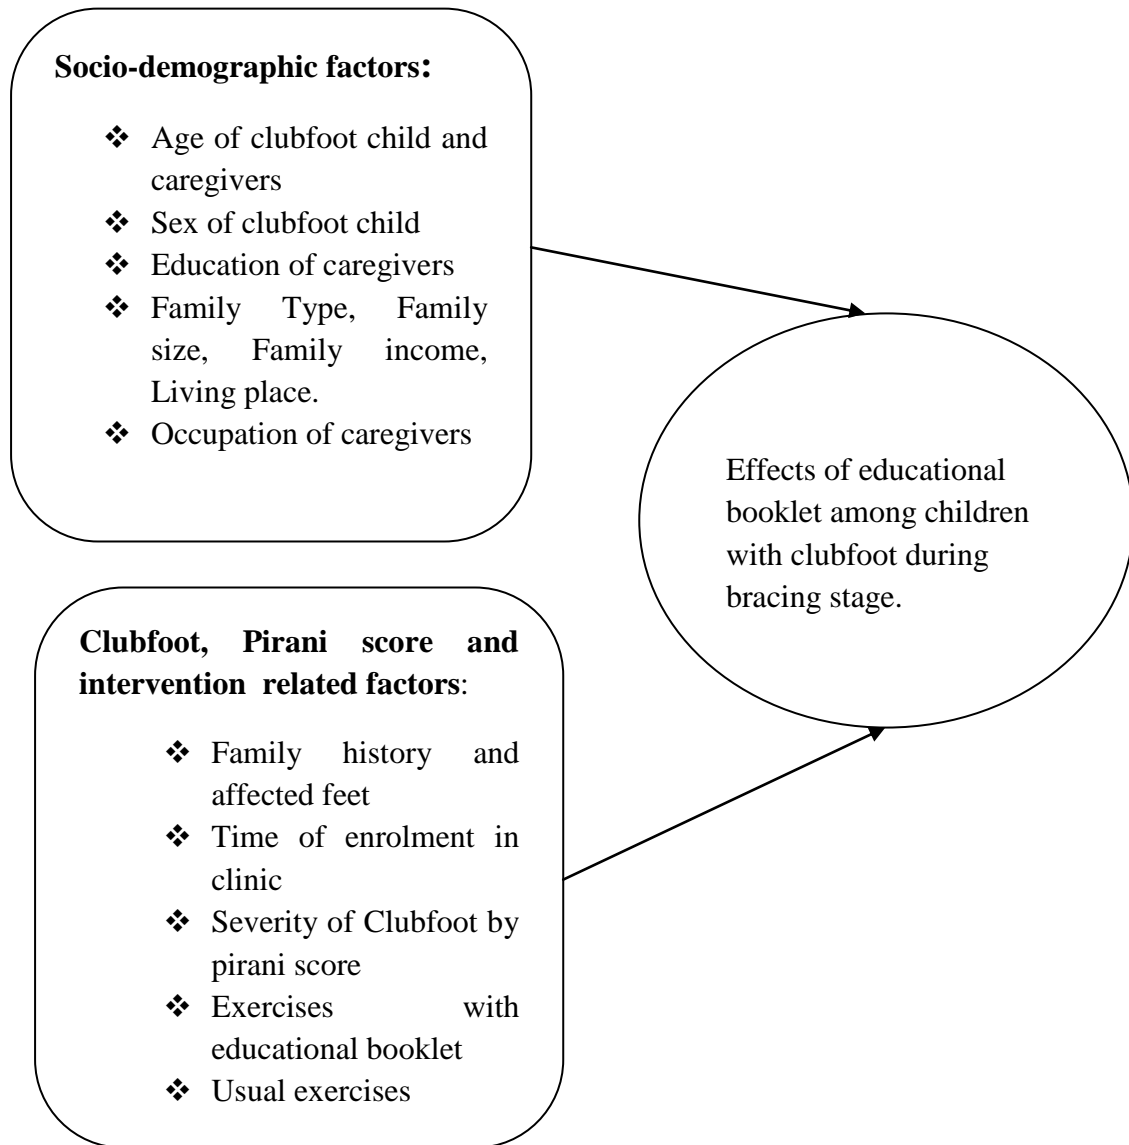 Socio-demographic factors:
❖ Age of clubfoot child and
caregivers
❖ Sex of clubfoot child
❖ Education of caregivers
❖ Family Type, Family
size, Family income,
Living place.
❖ Occupation of caregivers
Effects of educational
booklet among children
with clubfoot during
bracing stage.
Clubfoot, Pirani score and
intervention related factors:
❖ Family history and
affected feet
❖ Time of enrolment in
clinic
❖ Severity of Clubfoot by
pirani score
❖ Exercises with
educational booklet
❖ Usual exercises